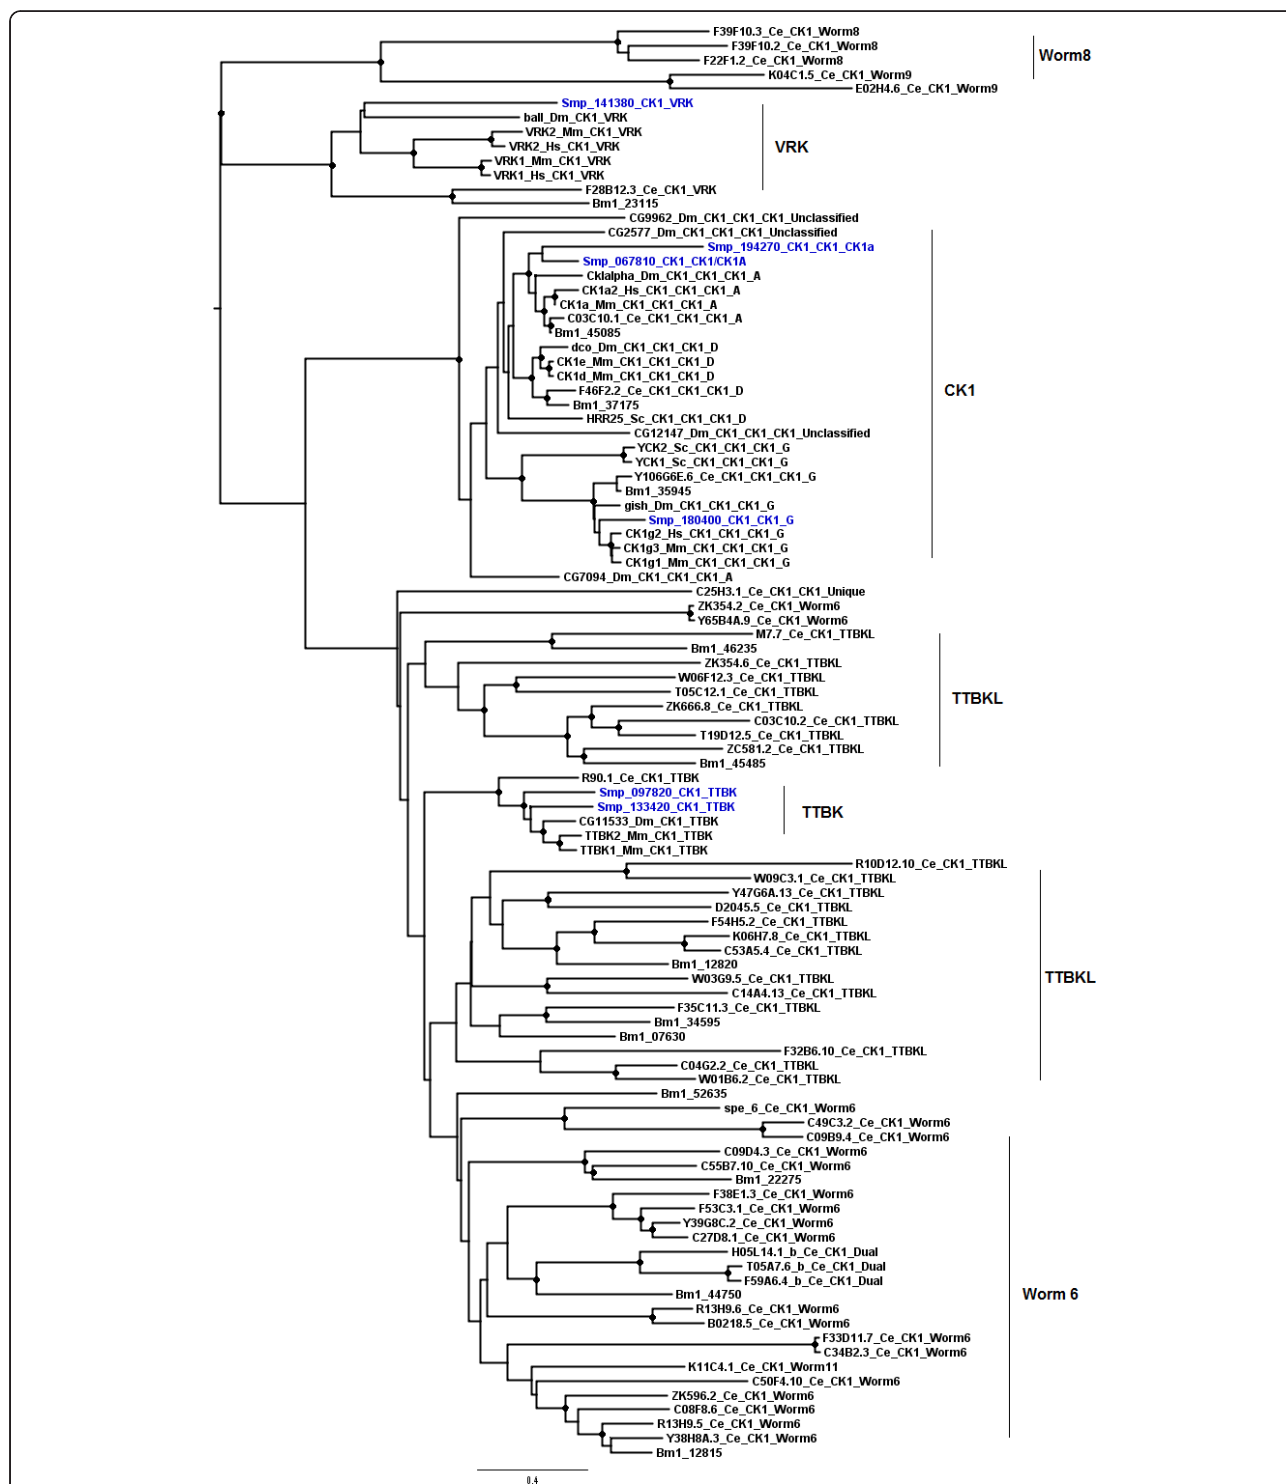 F39F10.3_Ce_CK1_Worm8
F39F10.2_Ce_CK1_Worm8
F22F1.2_Ce_CK1_Worm8
K04C1.5_Ce_CK1_Worm9
E02H4.6_Ce_CK1_Worm9
Worm8
Smp_141380_CK1_VRK
ball_Dm_CK1_VRK
VRK2_Mm_CK1_VRK
VRK2_Hs_CK1_VRK
VRK1_Mm_CK1_VRK
VRK1_Hs_CK1_VRK
F28B12.3_Ce_CK1_VRK
Bm1_23115
VRK
CG9962_Dm_CK1_CK1_CK1_Unclassified
CG2577_Dm_CK1_CK1_CK1_Unclassified
Smp_194270_CK1_CK1_CK1a
Smp_067810_CK1_CK1/CK1A
CkIalpha_Dm_CK1_CK1_CK1_A
CK1a2_Hs_CK1_CK1_CK1_A
CK1a_Mm_CK1_CK1_CK1_A
C03C10.1_Ce_CK1_CK1_CK1_A
Bm1_45085
dco_Dm_CK1_CK1_CK1_D
CK1e_Mm_CK1_CK1_CK1_D
CK1d_Mm_CK1_CK1_CK1_D
F46F2.2_Ce_CK1_CK1_CK1_D
Bm1_37175
HRR25_Sc_CK1_CK1_CK1_D
CG12147_Dm_CK1_CK1_CK1_Unclassified
YCK2_Sc_CK1_CK1_CK1_G
YCK1_Sc_CK1_CK1_CK1_G
Y106G6E.6_Ce_CK1_CK1_CK1_G
Bm1_35945
gish_Dm_CK1_CK1_CK1_G
Smp_180400_CK1_CK1_G
CK1g2_Hs_CK1_CK1_CK1_G
CK1g3_Mm_CK1_CK1_CK1_G
CK1g1_Mm_CK1_CK1_CK1_G
CG7094_Dm_CK1_CK1_CK1_A
CK1
C25H3.1_Ce_CK1_CK1_Unique
ZK354.2_Ce_CK1_Worm6
Y65B4A.9_Ce_CK1_Worm6
M7.7_Ce_CK1_TTBKL
Bm1_46235
ZK354.6_Ce_CK1_TTBKL
W06F12.3_Ce_CK1_TTBKL
T05C12.1_Ce_CK1_TTBKL
ZK666.8_Ce_CK1_TTBKL
C03C10.2_Ce_CK1_TTBKL
T19D12.5_Ce_CK1_TTBKL
ZC581.2_Ce_CK1_TTBKL
Bm1_45485
TTBKL
R90.1_Ce_CK1_TTBK
Smp_097820_CK1_TTBK
Smp_133420_CK1_TTBK
CG11533_Dm_CK1_TTBK
TTBK2_Mm_CK1_TTBK
TTBK1_Mm_CK1_TTBK
TTBK
R10D12.10_Ce_CK1_TTBKL
W09C3.1_Ce_CK1_TTBKL
Y47G6A.13_Ce_CK1_TTBKL
D2045.5_Ce_CK1_TTBKL
F54H5.2_Ce_CK1_TTBKL
K06H7.8_Ce_CK1_TTBKL
C53A5.4_Ce_CK1_TTBKL
Bm1_12820
W03G9.5_Ce_CK1_TTBKL
C14A4.13_Ce_CK1_TTBKL
F35C11.3_Ce_CK1_TTBKL
Bm1_34595
Bm1_07630
F32B6.10_Ce_CK1_TTBKL
C04G2.2_Ce_CK1_TTBKL
W01B6.2_Ce_CK1_TTBKL
TTBKL
Bm1_52635
spe_6_Ce_CK1_Worm6
C49C3.2_Ce_CK1_Worm6
C09B9.4_Ce_CK1_Worm6
C09D4.3_Ce_CK1_Worm6
C55B7.10_Ce_CK1_Worm6
Bm1_22275
F38E1.3_Ce_CK1_Worm6
F53C3.1_Ce_CK1_Worm6
Y39G8C.2_Ce_CK1_Worm6
C27D8.1_Ce_CK1_Worm6
H05L14.1_b_Ce_CK1_Dual
T05A7.6_b_Ce_CK1_Dual
F59A6.4_b_Ce_CK1_Dual
Bm1_44750
R13H9.6_Ce_CK1_Worm6
B0218.5_Ce_CK1_Worm6
F33D11.7_Ce_CK1_Worm6
C34B2.3_Ce_CK1_Worm6
K11C4.1_Ce_CK1_Worm11
C50F4.10_Ce_CK1_Worm6
ZK596.2_Ce_CK1_Worm6
C08F8.6_Ce_CK1_Worm6
R13H9.5_Ce_CK1_Worm6
Y38H8A.3_Ce_CK1_Worm6
Bm1_12815
Worm 6
0.4